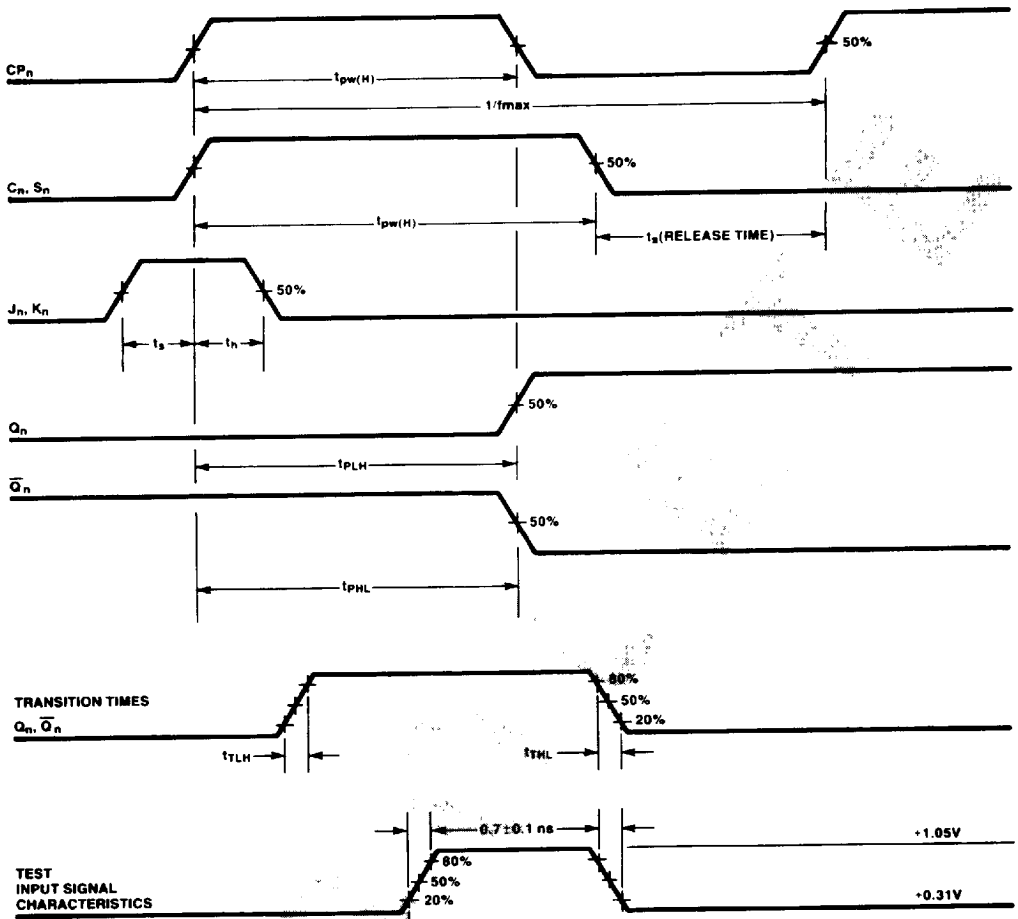 CPn
50%
tpw(H)
1/fmax
50%
Cn, Sn
tpw(H)
ts(RELEASE TIME)
50%
Jn, Kn
ts
th
50%
Qn
tPLH
Q̅n
50%
tPHL
80%
TRANSITION TIMES
50%
Qn, Q̅n
20%
tTLH
tTHL
0.7±0.1 ns
+1.05V
80%
TEST
50%
INPUT SIGNAL
20%
+0.31V
CHARACTERISTICS